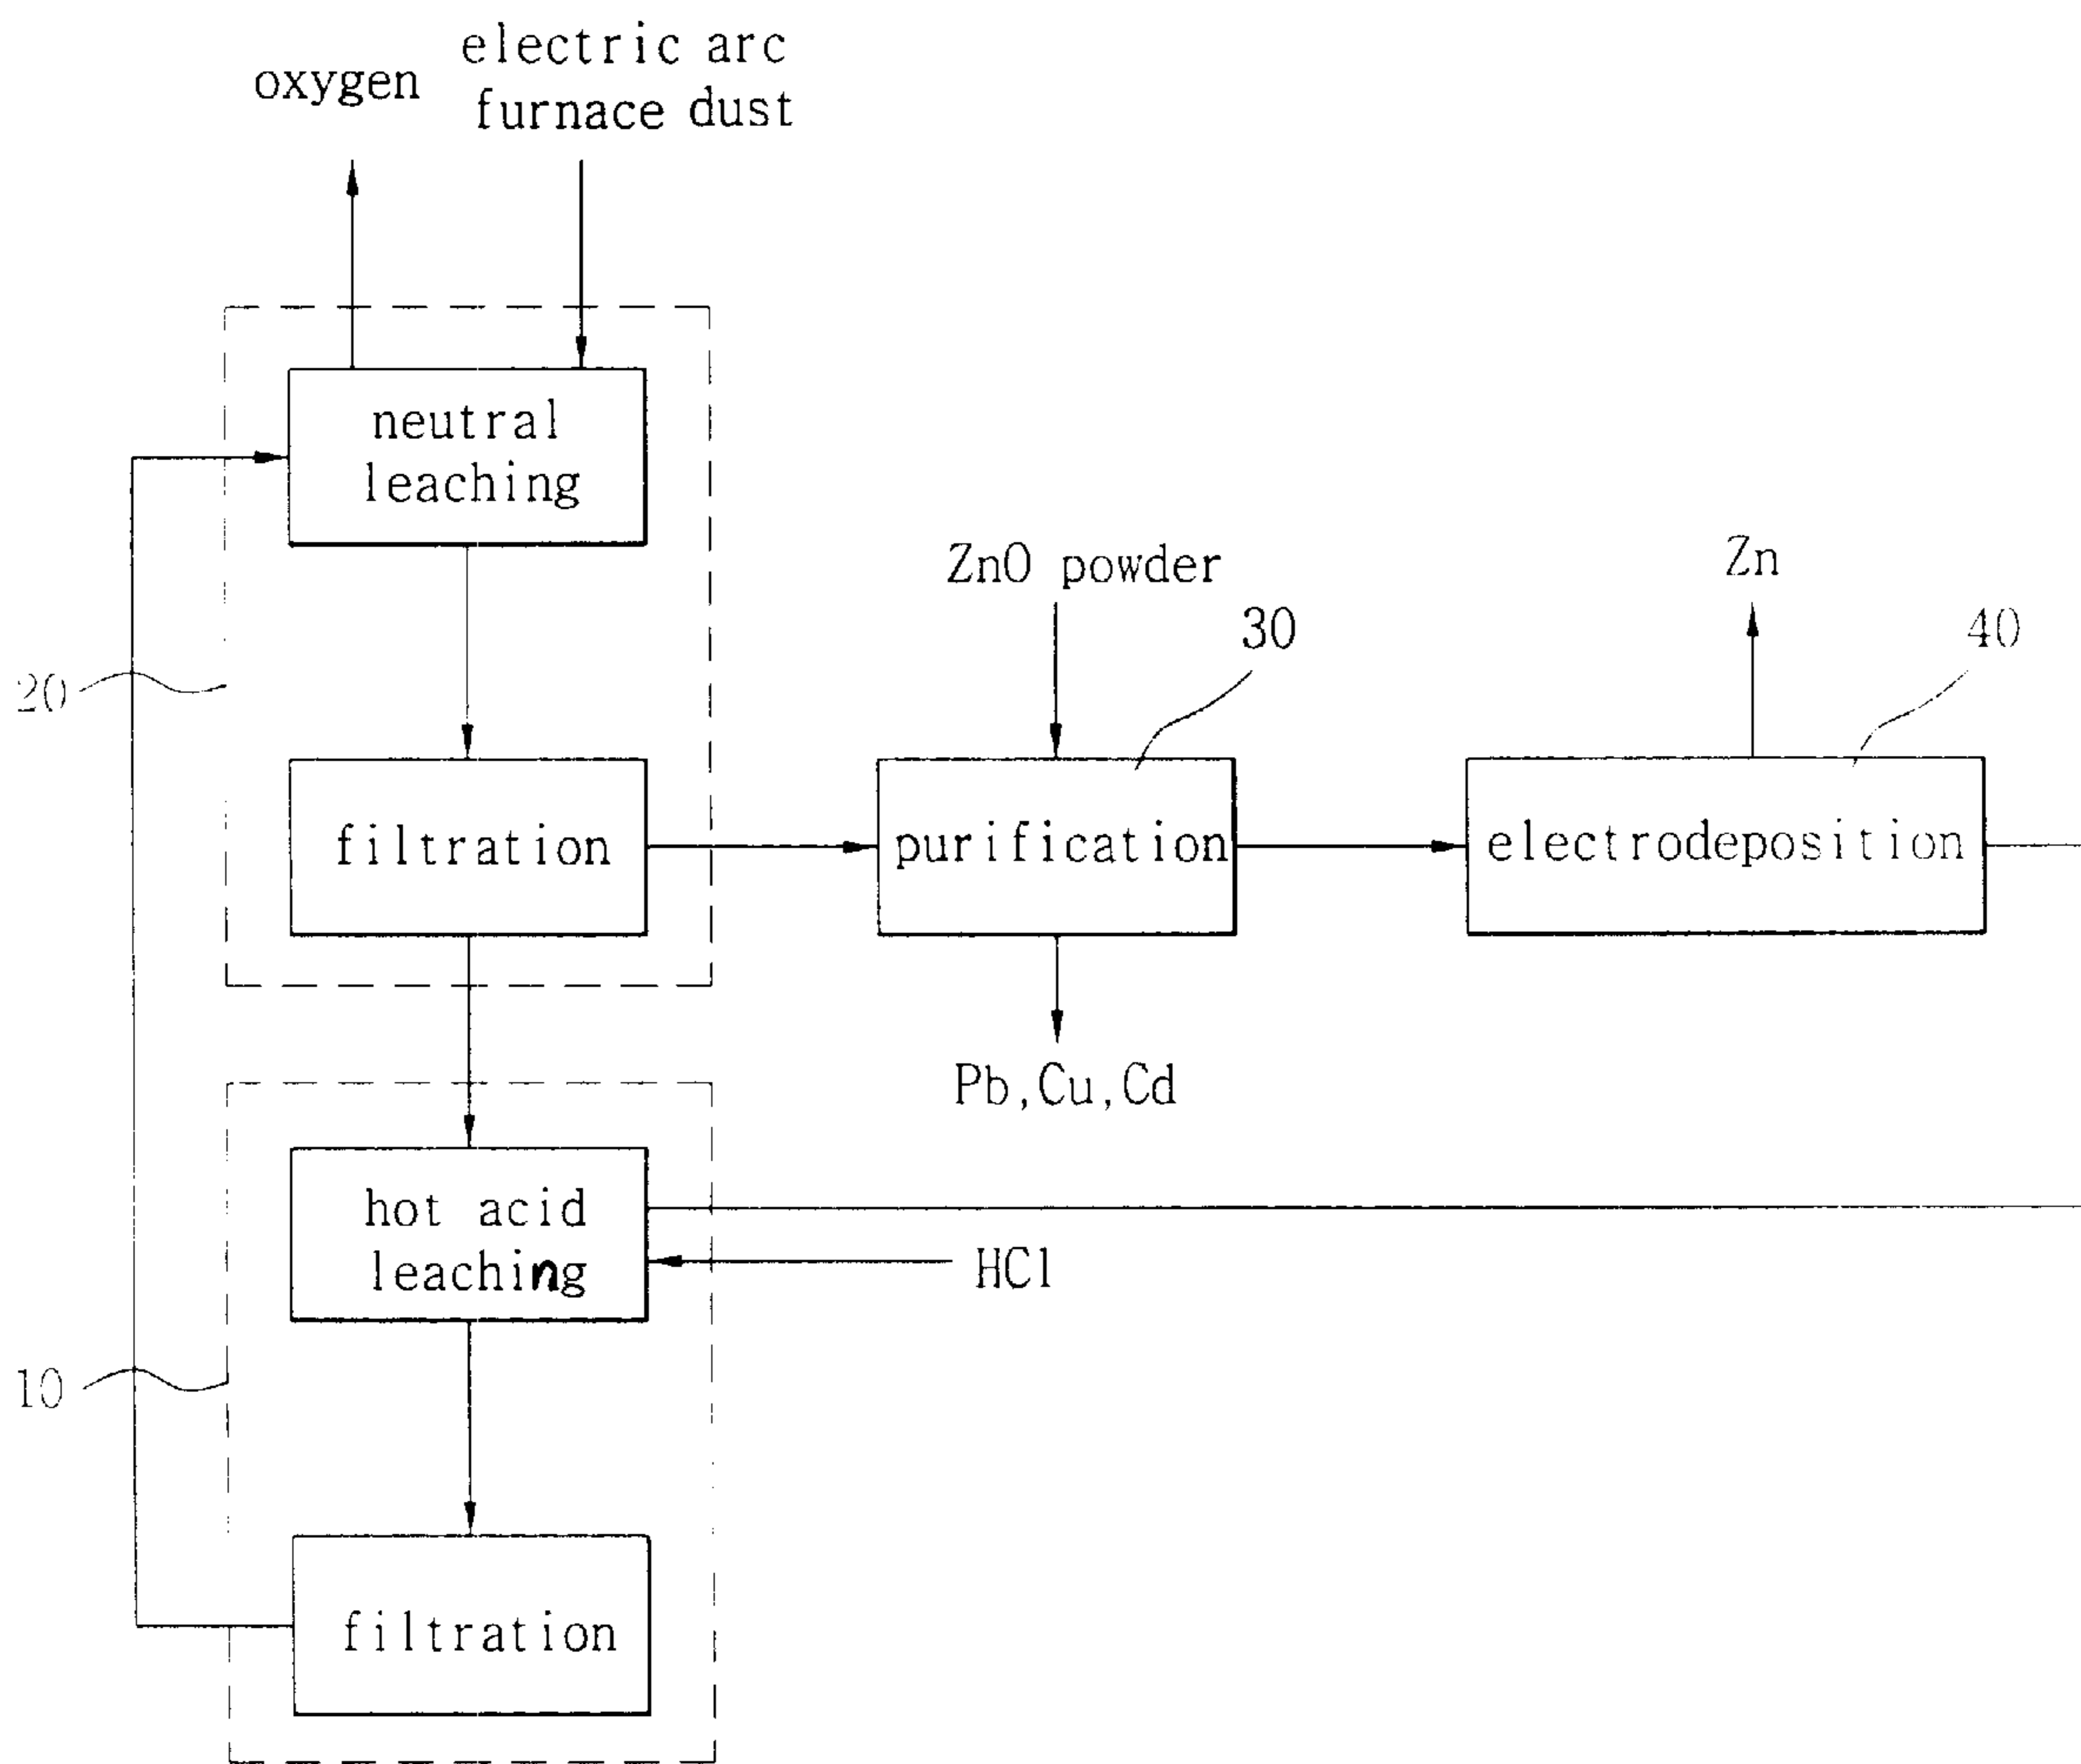 oxygen
electric arc
furnace dust
neutral
leaching
ZnO powder
Zn
30
40
20
filtration
purification
electrodeposition
Pb,Cu,Cd
hot acid
leaching
HCl
10
filtration